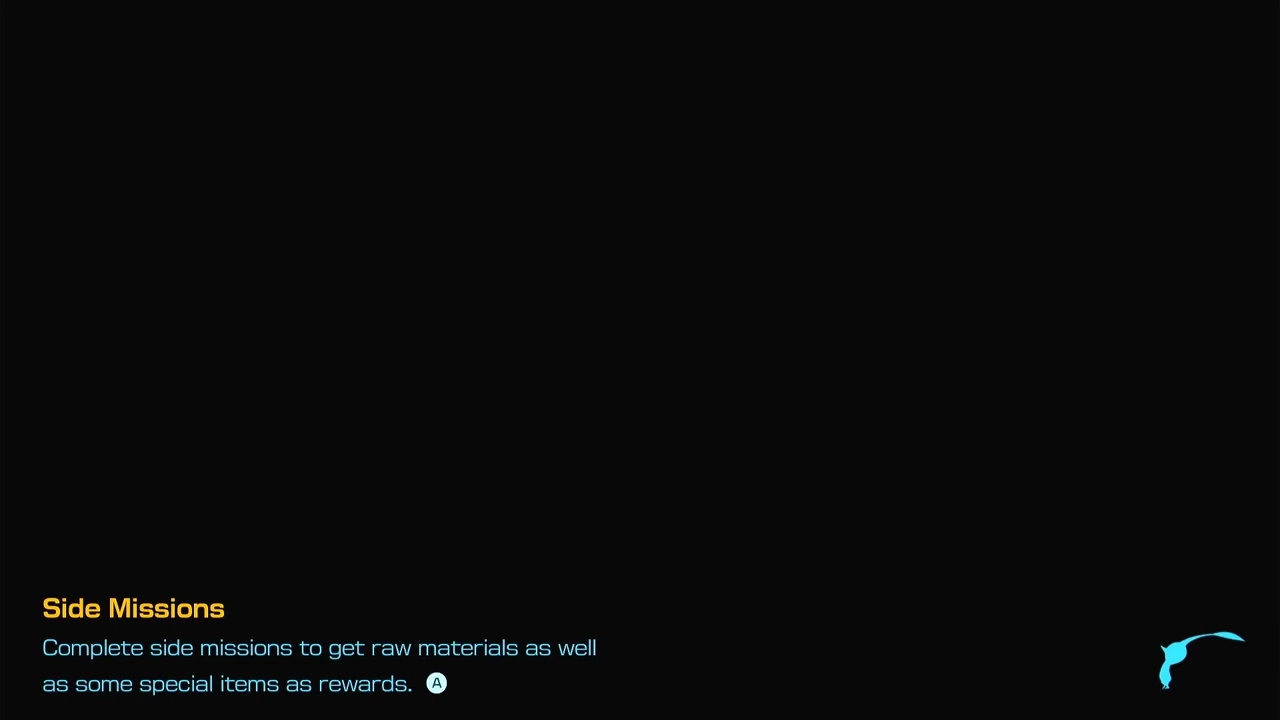 Side Missions
Complete side missions to get raw materials as well
as some special items as rewards. A